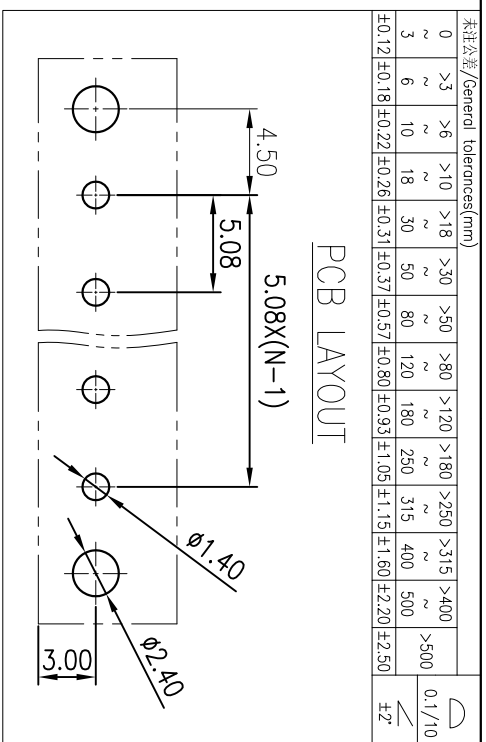 未注公差/General tolerances(mm)
0 ~ 3 >3 ~ 6 >6 ~ 10 >10 ~ 18 >18 ~ 30 >30 ~ 50 >50 ~ 80 >80 ~ 120 >120 ~ 180 >180 ~ 250 >250 ~ 315 >315 ~ 400 >400 ~ 500 >500 0.1/10
±0.12 ±0.18 ±0.22 ±0.26 ±0.31 ±0.37 ±0.57 ±0.80 ±0.93 ±1.05 ±1.15 ±1.60 ±2.20 ±2.50 ±2°
PCB LAYOUT
5.08X(N-1)
4.50
5.08
ø1.40
ø2.40
3.00